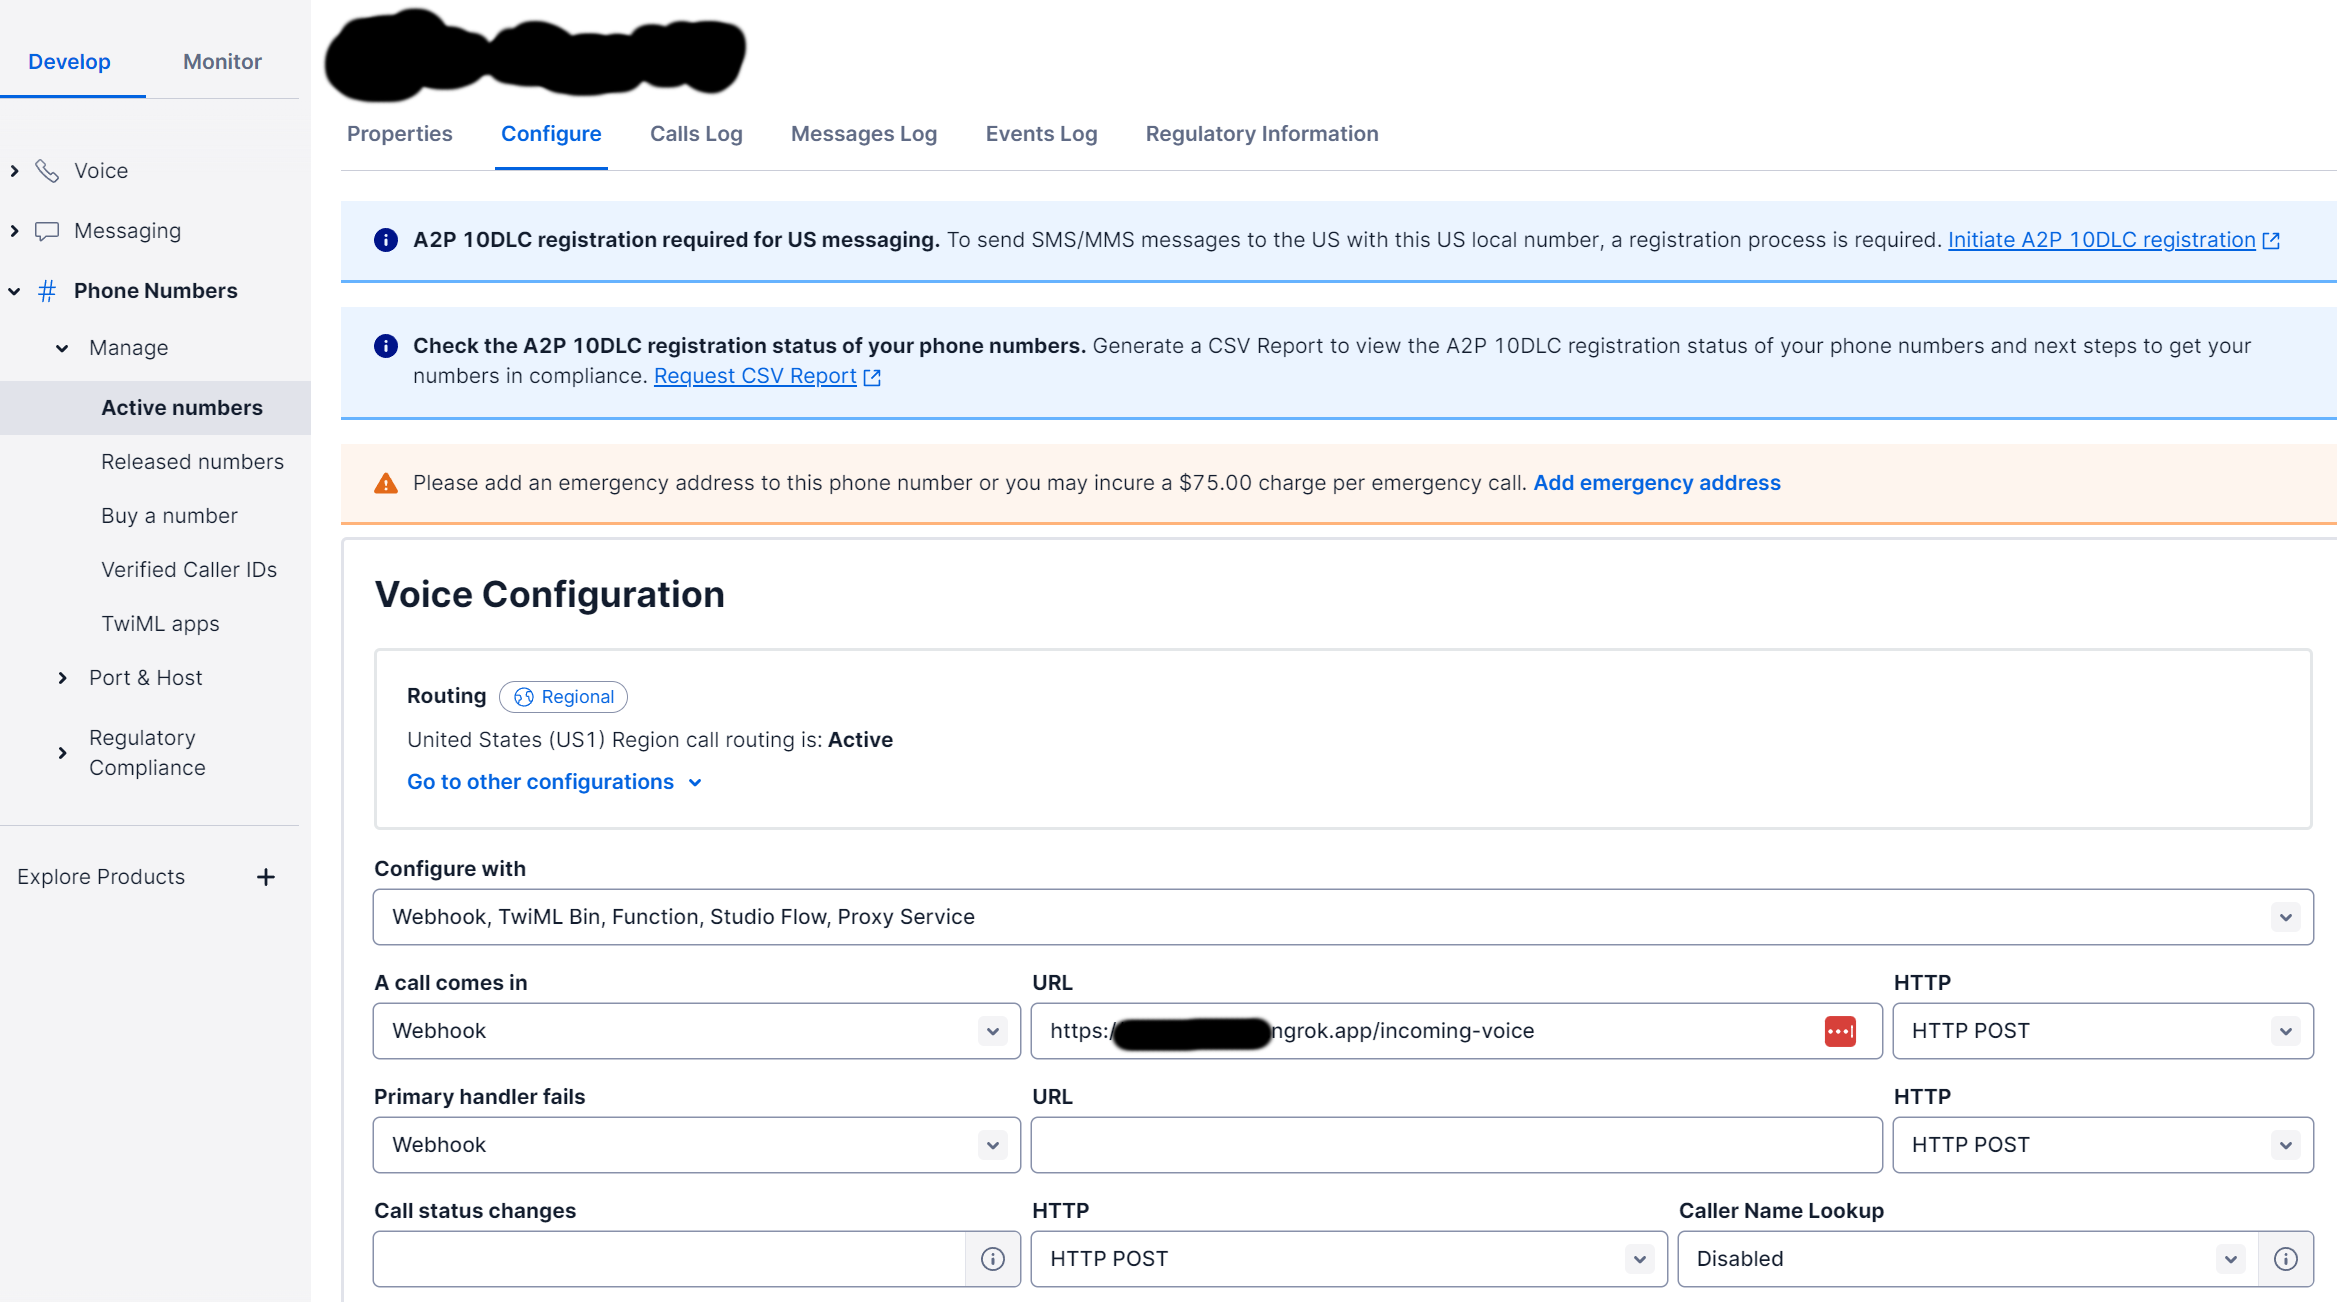 Develop
Monitor
Voice
Messaging
# Phone Numbers
Manage
Active numbers
Released numbers
Buy a number
Verified Caller IDs
TwiML apps
Port & Host
Regulatory
Compliance
Explore Products +
Properties
Configure
Calls Log
Messages Log
Events Log
Regulatory Information
A2P 10DLC registration required for US messaging. To send SMS/MMS messages to the US with this US local number, a registration process is required. Initiate A2P 10DLC registration
Check the A2P 10DLC registration status of your phone numbers. Generate a CSV Report to view the A2P 10DLC registration status of your phone numbers and next steps to get your
numbers in compliance. Request CSV Report
Please add an emergency address to this phone number or you may incure a $75.00 charge per emergency call. Add emergency address
Voice Configuration
Routing Regional
United States (US1) Region call routing is: Active
Go to other configurations
Configure with
Webhook, TwiML Bin, Function, Studio Flow, Proxy Service
A call comes in
URL
HTTP
Webhook
https:/ ngrok.app/incoming-voice
HTTP POST
Primary handler fails
URL
HTTP
Webhook
HTTP POST
Call status changes
HTTP
Caller Name Lookup
HTTP POST
Disabled